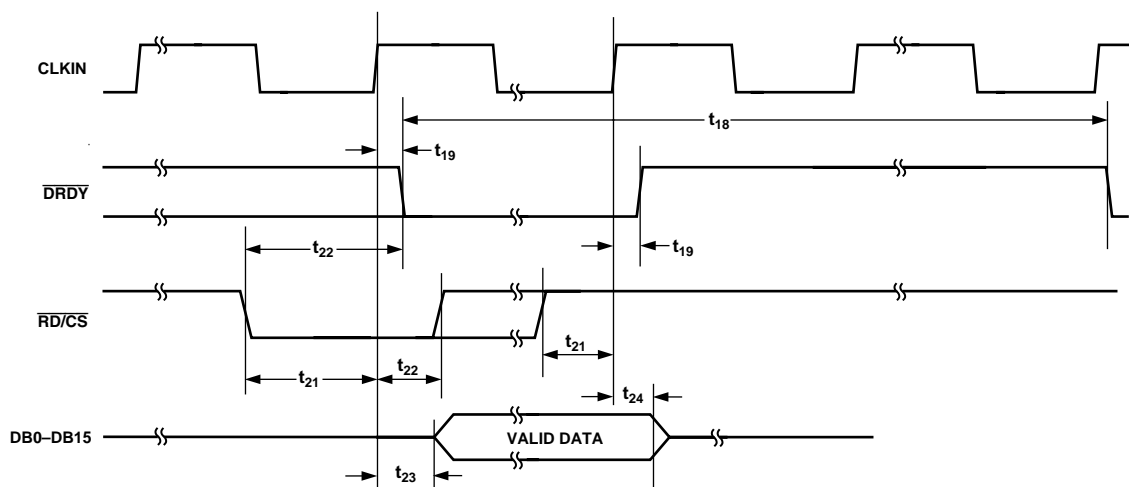 CLKIN
t18
t19
DRDY
t22
t19
RD/CS
t21
t21
t22
t24
DB0–DB15
VALID DATA
t23